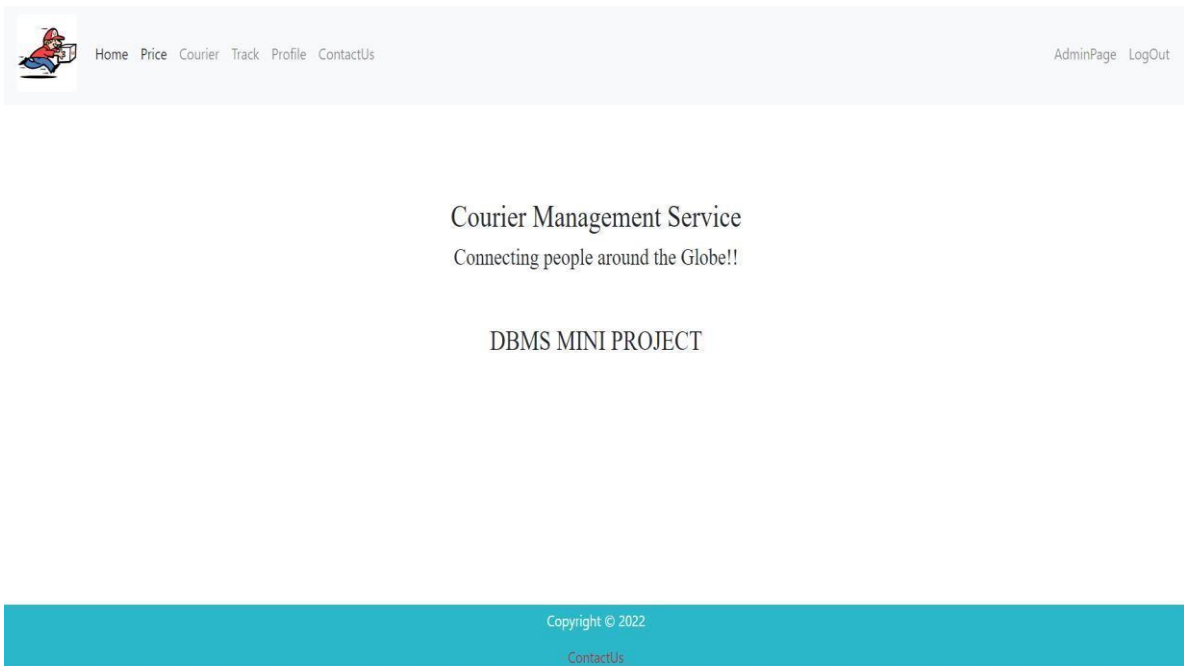 Home Price Courier Track Profile ContactUs AdminPage LogOut
Courier Management Service
Connecting people around the Globe!!
DBMS MINI PROJECT
Copyright © 2022
ContactUs